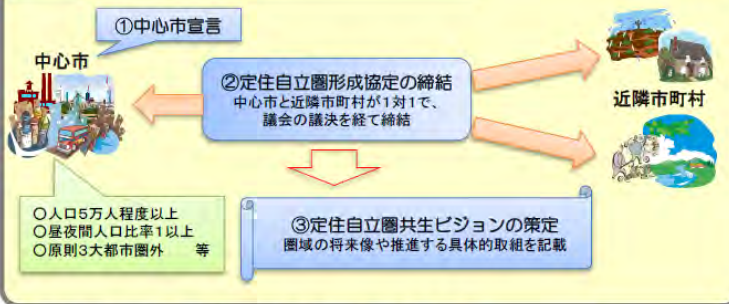 ①中心市宣言
中心市
②定住自立圏形成協定の締結
中心市と近隣市町村が1対1で、
議会の議決を経て締結
近隣市町村
○人口5万人程度以上
○昼夜間人口比率1以上
○原則3大都市圏外　等
③定住自立圏共生ビジョンの策定
圏域の将来像や推進する具体的取組を記載